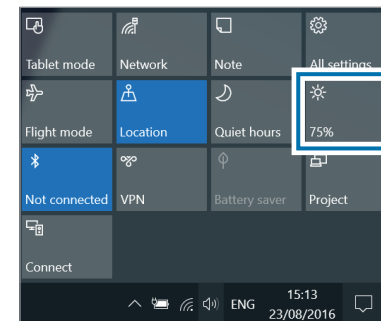 Tablet mode Network Note All settings
Flight mode Location Quiet hours 75%
Not connected VPN Battery saver Project
Connect
ENG 15:13
23/08/2016